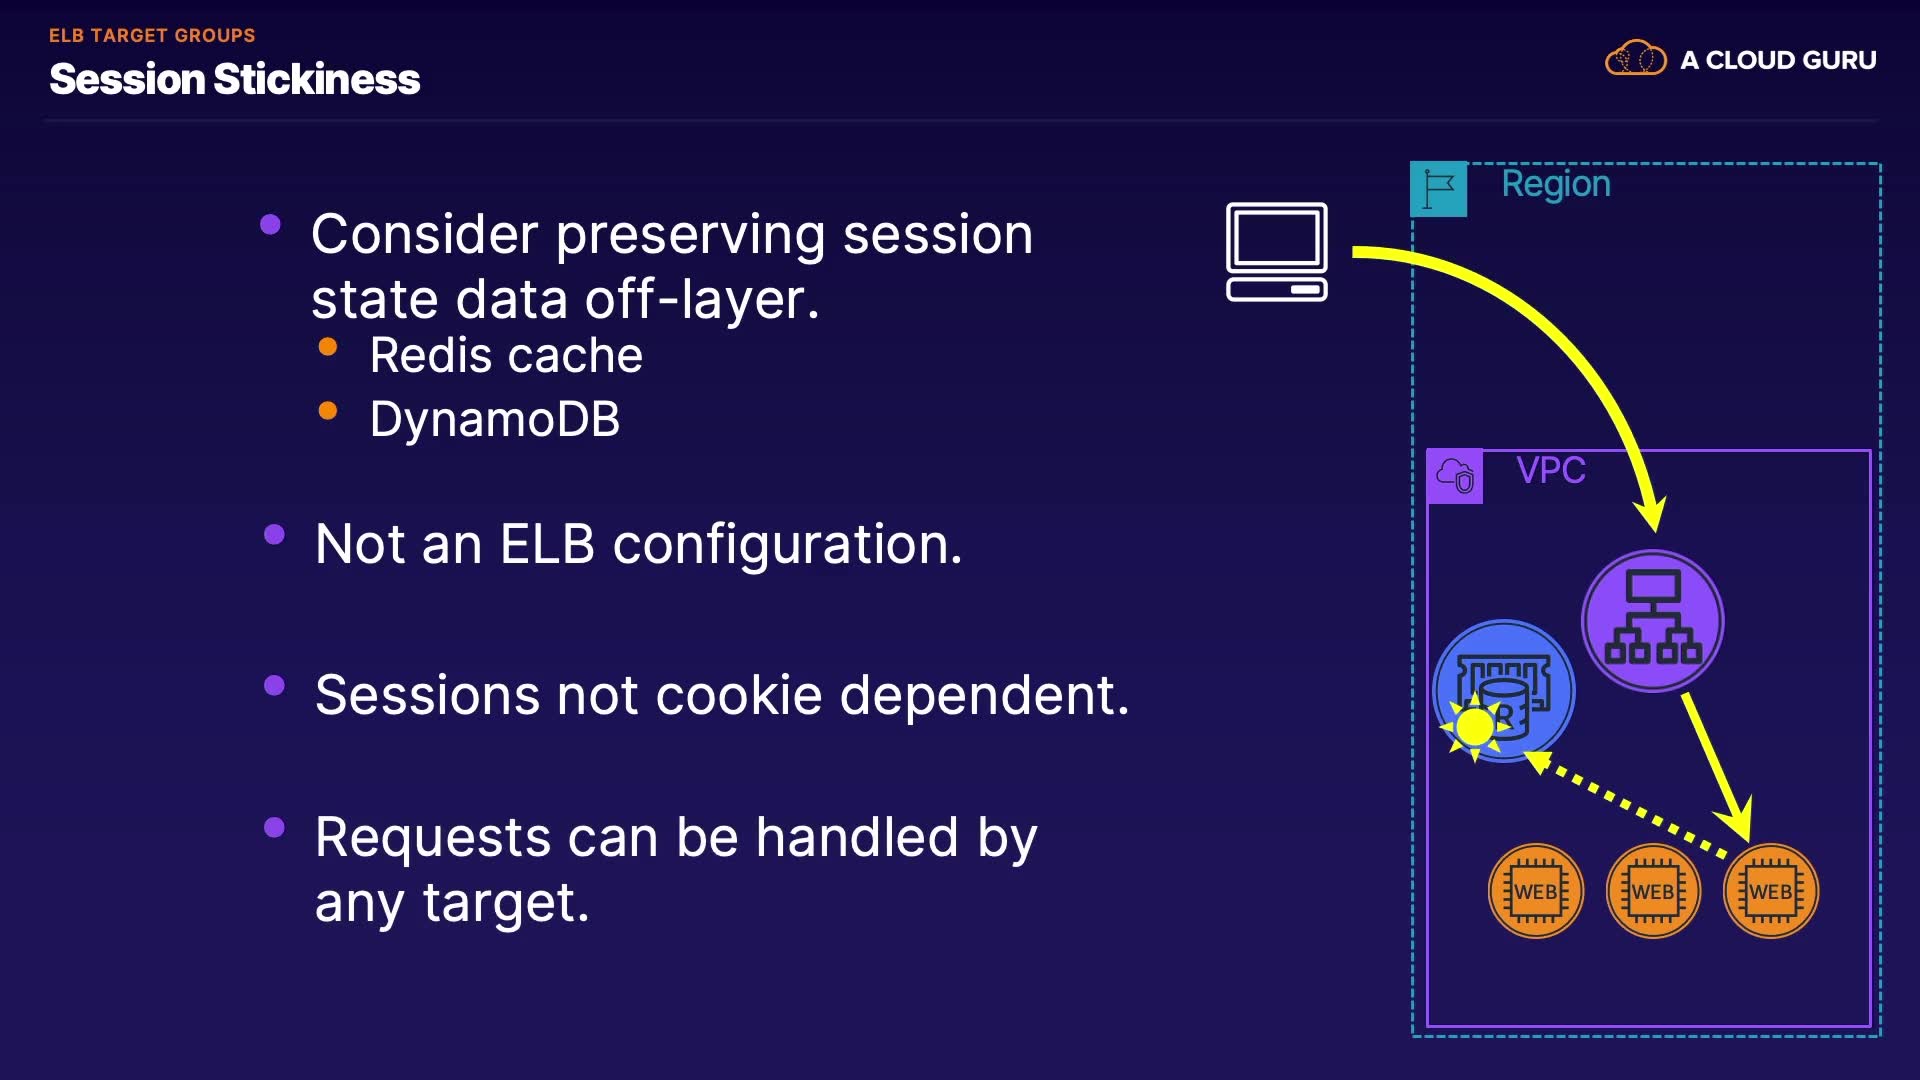 ELB TARGET GROUPS
Session Stickiness
A CLOUD GURU
Consider preserving session
state data off-layer.
Redis cache
DynamoDB
Not an ELB configuration.
Sessions not cookie dependent.
Requests can be handled by
any target.
Region
VPC
R
WEB WEB WEB